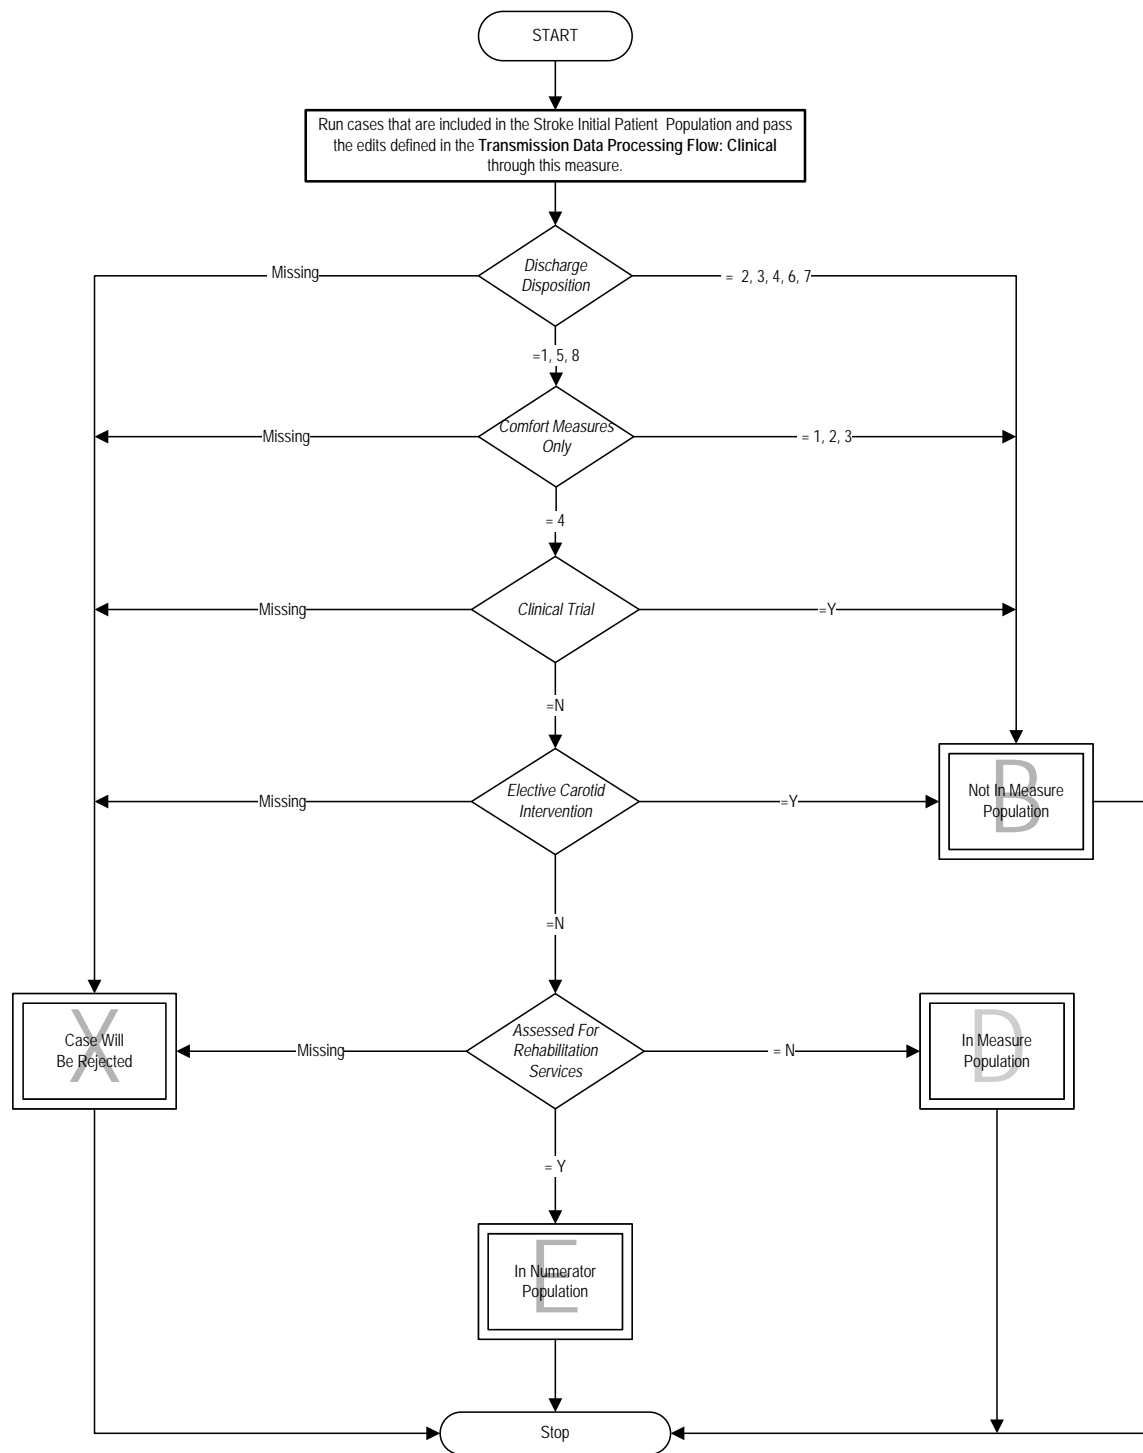 START
Run cases that are included in the Stroke Initial Patient Population and pass
the edits defined in the Transmission Data Processing Flow: Clinical
through this measure.
Missing
Discharge
Disposition
= 2, 3, 4, 6, 7
=1, 5, 8
Missing
Comfort Measures
Only
= 1, 2, 3
= 4
Missing
Clinical Trial
=Y
=N
Missing
Elective Carotid
Intervention
=Y
B
Not In Measure
Population
=N
X
Case Will
Be Rejected
Missing
Assessed For
Rehabilitation
Services
= N
D
In Measure
Population
= Y
E
In Numerator
Population
Stop